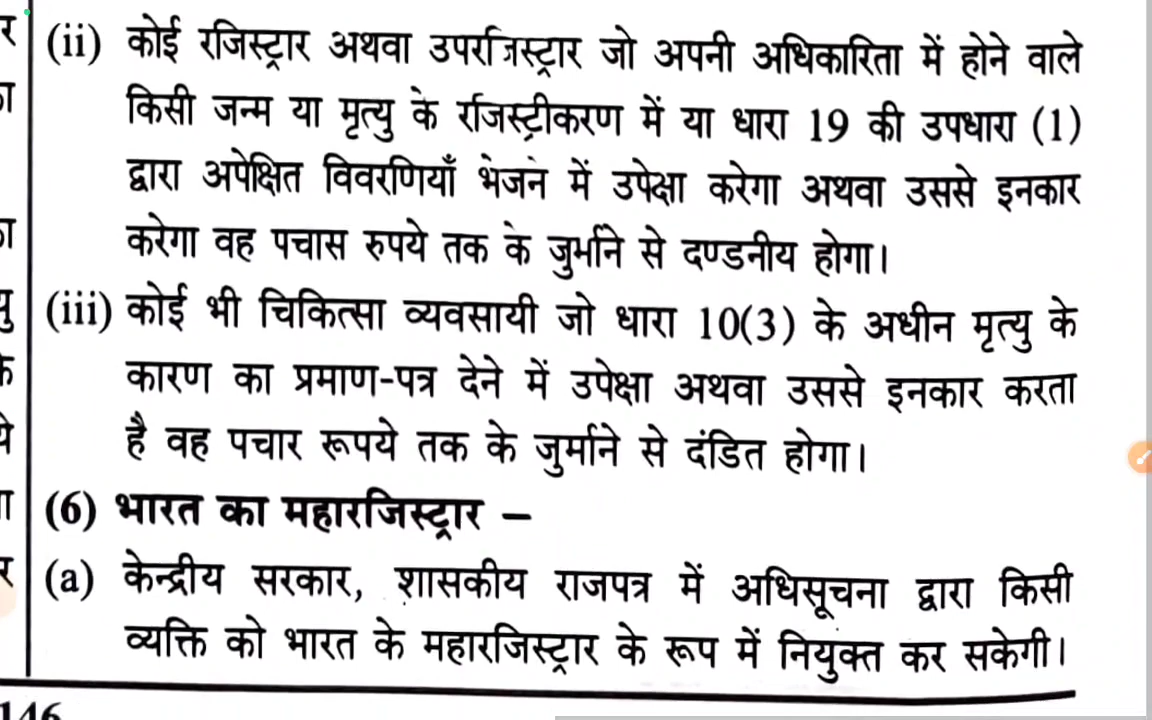 (ii) कोई रजिस्ट्रार अथवा उपरजिस्ट्रार जो अपनी अधिकारिता में होने वाले
किसी जन्म या मृत्यु के रजिस्ट्रीकरण में या धारा 19 की उपधारा (1)
द्वारा अपेक्षित विवरणियाँ भेजने में उपेक्षा करेगा अथवा उससे इनकार
करेगा वह पचास रुपये तक के जुर्माने से दण्डनीय होगा।
(iii) कोई भी चिकित्सा व्यवसायी जो धारा 10(3) के अधीन मृत्यु के
कारण का प्रमाण-पत्र देने में उपेक्षा अथवा उससे इनकार करता
है वह पचार रूपये तक के जुर्माने से दंडित होगा।
(6) भारत का महारजिस्ट्रार –
(a) केन्द्रीय सरकार, शासकीय राजपत्र में अधिसूचना द्वारा किसी
व्यक्ति को भारत के महारजिस्ट्रार के रूप में नियुक्त कर सकेगी।
146